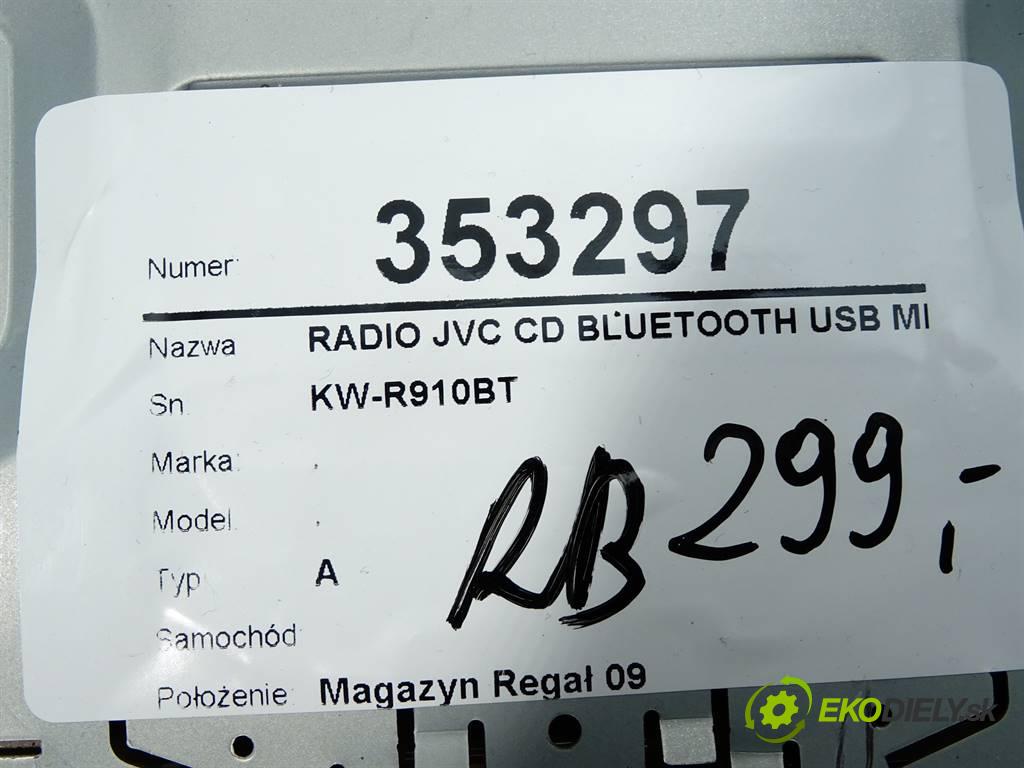 Numer: 353297
Nazwa RADIO JVC CD BLUETOOTH USB MI
Sn KW-R910BT
Marka: .
Model .
Typ A
Samochód
Położenie: Magazyn Regał 09
RB 299,-
EKODIELY.sk